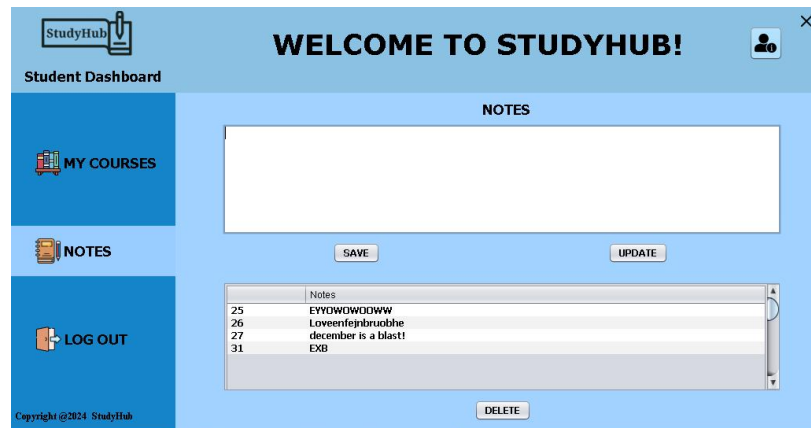 StudyHub
WELCOME TO STUDYHUB!
Student Dashboard
NOTES
MY COURSES
NOTES
SAVE
UPDATE
Notes
25 EYYOWOWOOWW
26 Loveenfejnbruobhe
27 december is a blast!
31 EXB
LOG OUT
DELETE
Copyright @2024 StudyHub